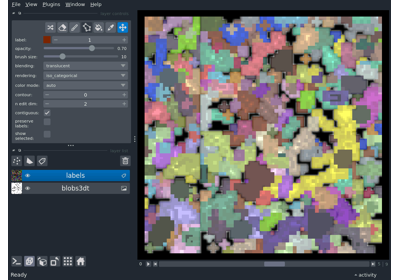 File View Plugins Window Help
label: 1
opacity: 0.70
brush size: 10
blending: translucent
rendering: iso_categorical
color mode: auto
contour: 0
n edit dim: 2
contiguous:
preserve labels:
show selected:
labels
blobs3dt
Ready
activity